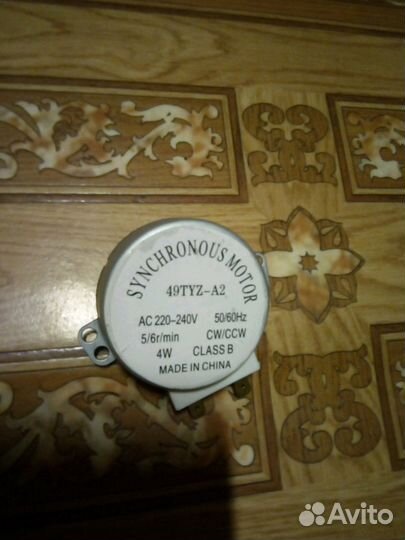 SYNCHRONOUS MOTOR
49TYZ-A2
AC 220-240V 50/60Hz
5/6r/min CW/CCW
4W CLASS B
MADE IN CHINA
Avito